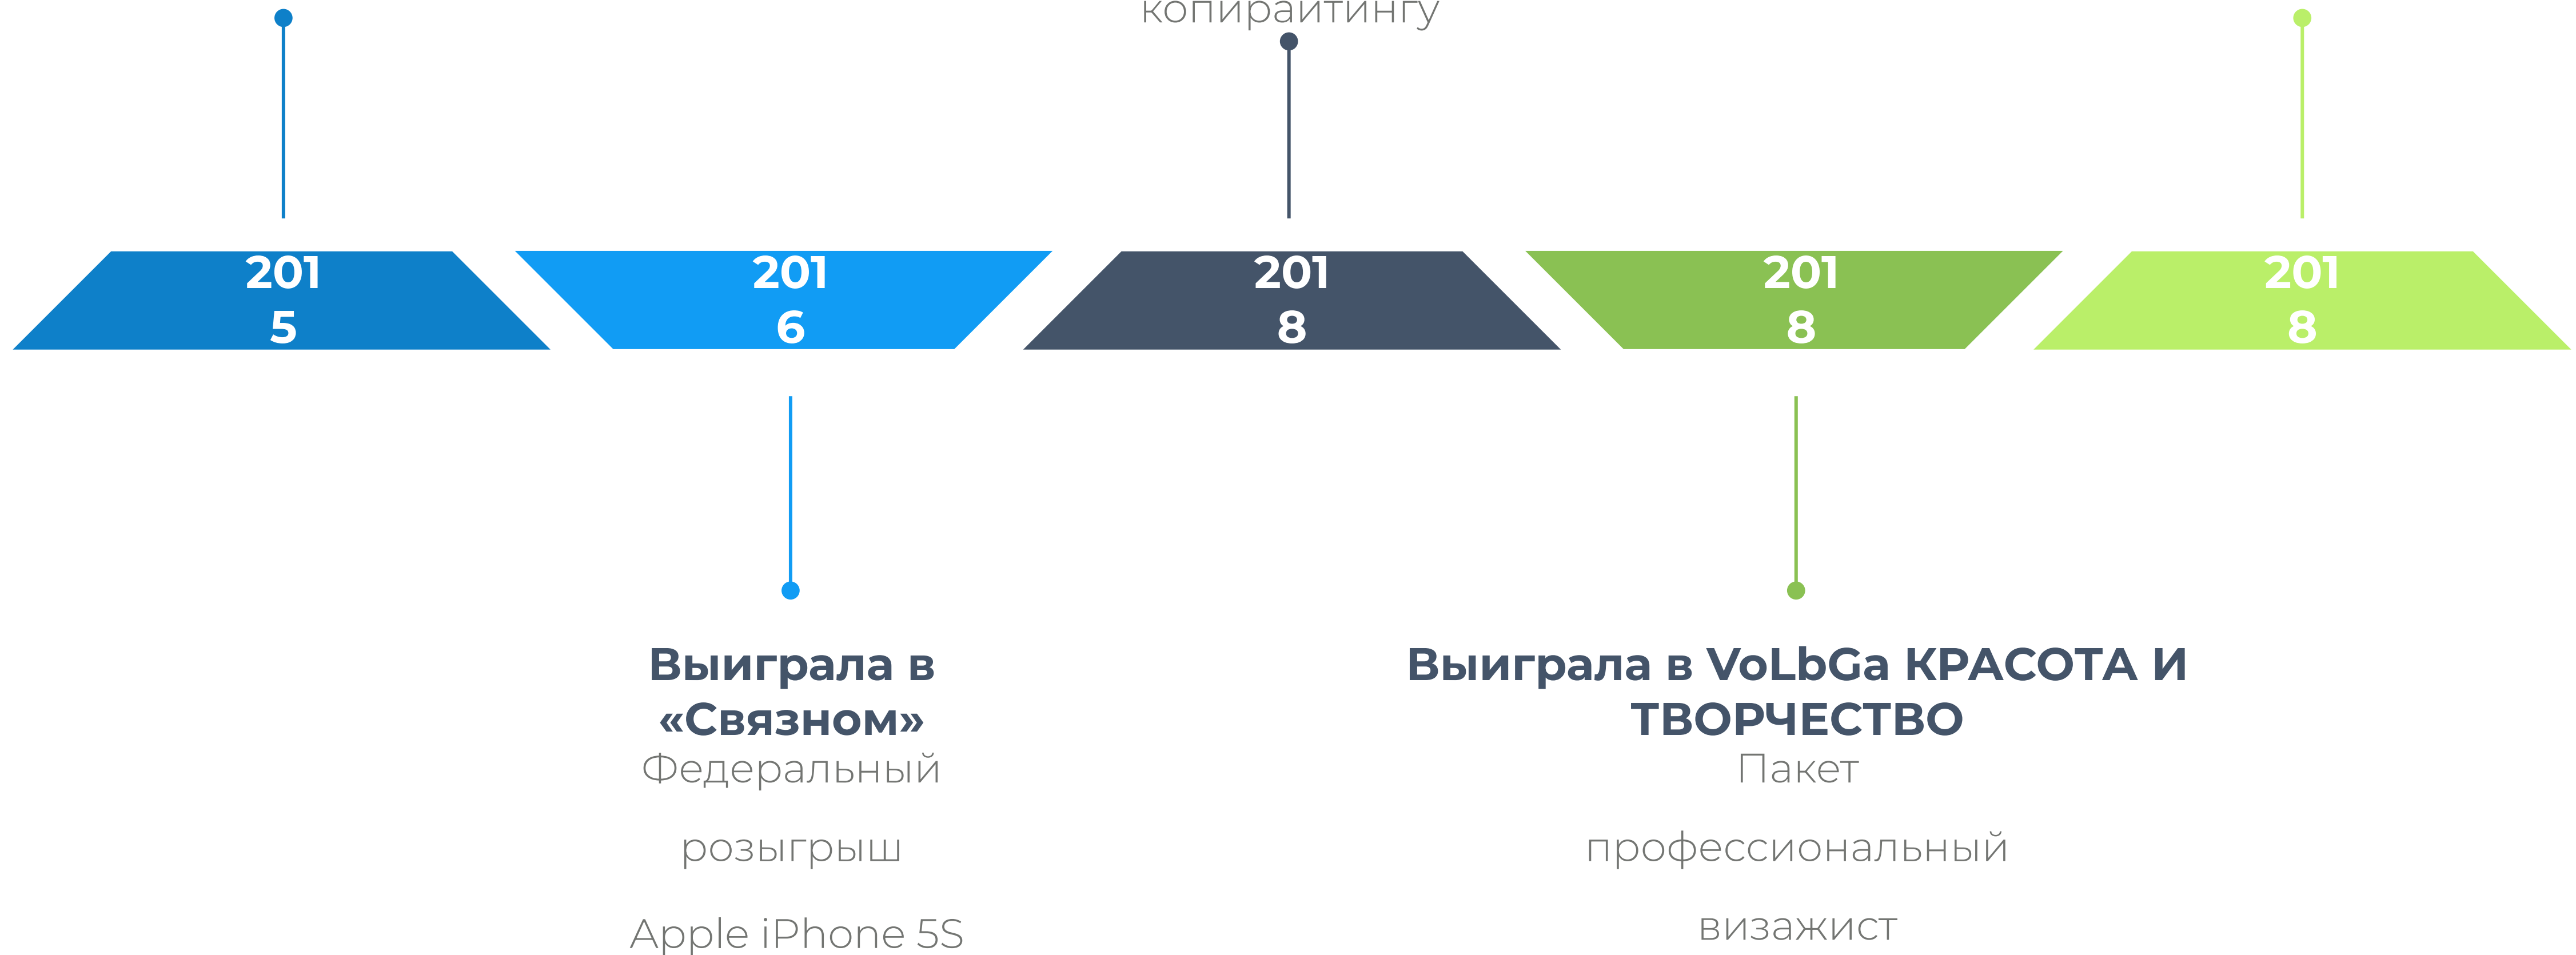 копирайтингу
201
5
201
6
201
8
201
8
201
8
Выиграла в
«Связном»
Федеральный
розыгрыш
Apple iPhone 5S
Выиграла в VoLbGa КРАСОТА И
ТВОРЧЕСТВО
Пакет
профессиональный
визажист